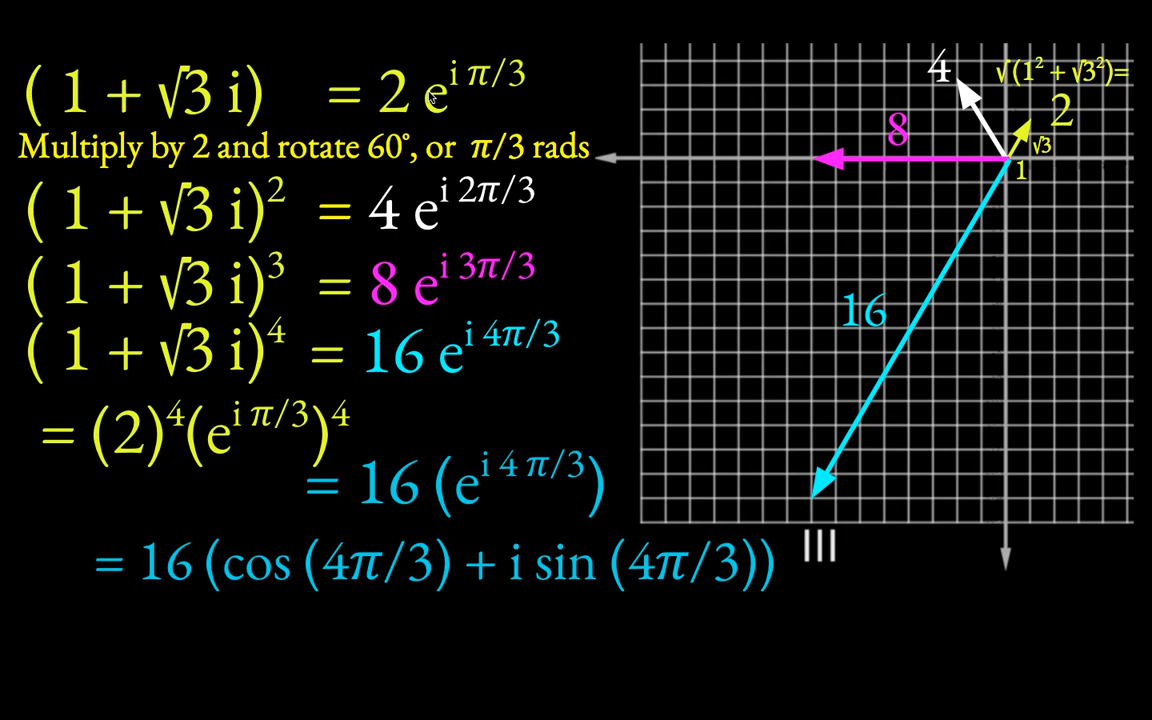 ( 1 + √3 i) = 2 e^{i π/3}
Multiply by 2 and rotate 60°, or π/3 rads
( 1 + √3 i)² = 4 e^{i 2π/3}
( 1 + √3 i)³ = 8 e^{i 3π/3}
( 1 + √3 i)⁴ = 16 e^{i 4π/3}
= (2)⁴(e^{i π/3})⁴
= 16 (e^{i 4 π/3})
= 16 (cos (4π/3) + i sin (4π/3))
4
√(1² + √3²)=
2
8
√3
1
16
III